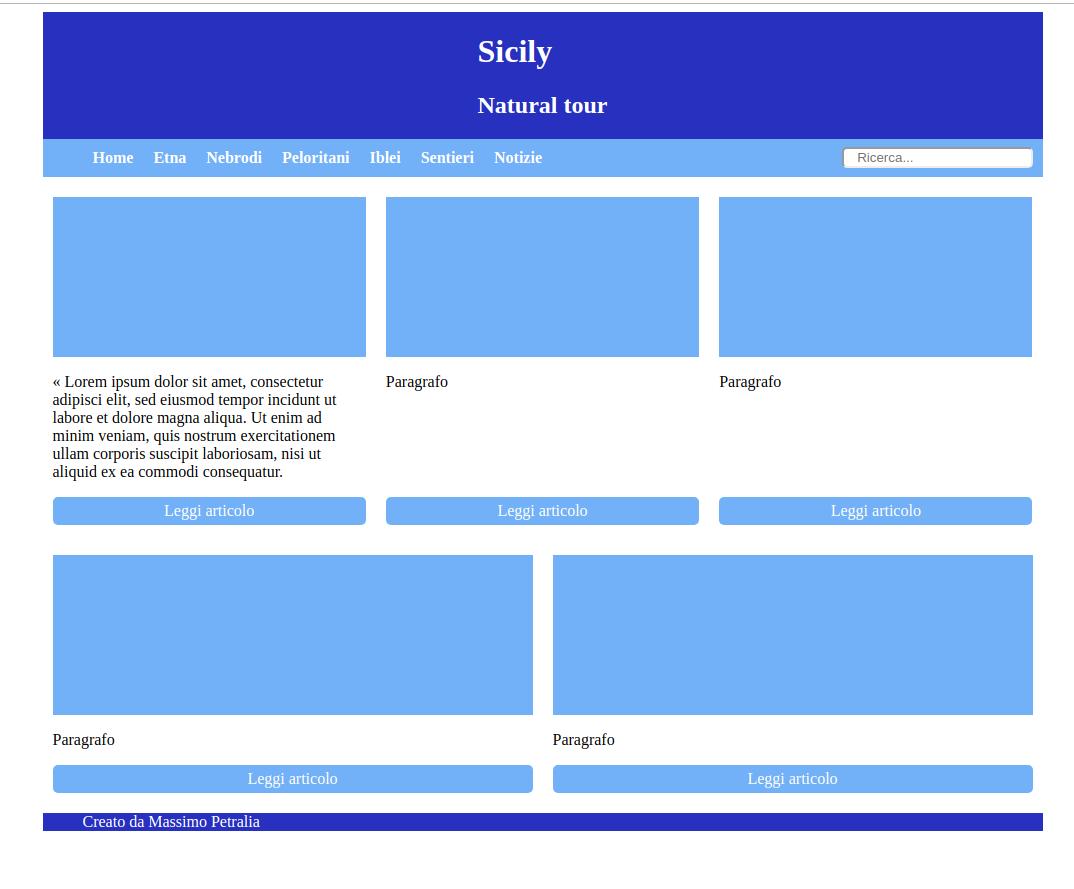 Sicily
Natural tour
Home Etna Nebrodi Peloritani Iblei Sentieri Notizie Ricerca...
« Lorem ipsum dolor sit amet, consectetur
adipisci elit, sed eiusmod tempor incidunt ut
labore et dolore magna aliqua. Ut enim ad
minim veniam, quis nostrum exercitationem
ullam corporis suscipit laboriosam, nisi ut
aliquid ex ea commodi consequatur.
Paragrafo
Paragrafo
Leggi articolo Leggi articolo Leggi articolo
Paragrafo Paragrafo
Leggi articolo Leggi articolo
Creato da Massimo Petralia